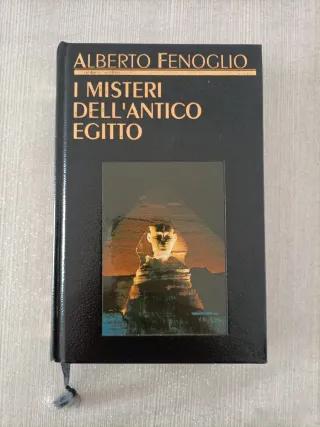 ALBERTO FENOGLIO
I MISTERI
DELL'ANTICO
EGITTO